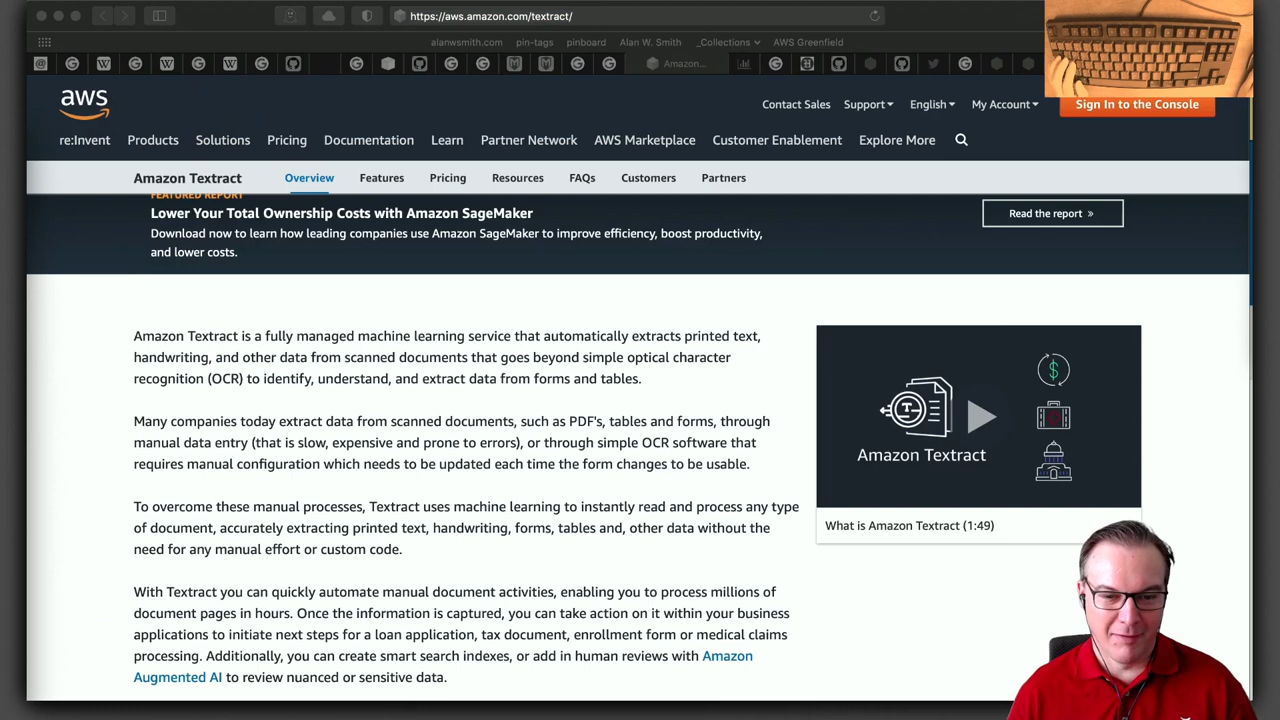 https://aws.amazon.com/textract/
alanwsmith.com pin-tags pinboard Alan W. Smith _Collections AWS Greenfield
Amazon...
aws
Contact Sales Support English My Account Sign In to the Console
re:Invent Products Solutions Pricing Documentation Learn Partner Network AWS Marketplace Customer Enablement Explore More
Amazon Textract Overview Features Pricing Resources FAQs Customers Partners
FEATURED REPORT
Lower Your Total Ownership Costs with Amazon SageMaker
Read the report »
Download now to learn how leading companies use Amazon SageMaker to improve efficiency, boost productivity,
and lower costs.
Amazon Textract is a fully managed machine learning service that automatically extracts printed text,
handwriting, and other data from scanned documents that goes beyond simple optical character
recognition (OCR) to identify, understand, and extract data from forms and tables.
Many companies today extract data from scanned documents, such as PDF's, tables and forms, through
manual data entry (that is slow, expensive and prone to errors), or through simple OCR software that
requires manual configuration which needs to be updated each time the form changes to be usable.
To overcome these manual processes, Textract uses machine learning to instantly read and process any type
of document, accurately extracting printed text, handwriting, forms, tables and, other data without the
need for any manual effort or custom code.
With Textract you can quickly automate manual document activities, enabling you to process millions of
document pages in hours. Once the information is captured, you can take action on it within your business
applications to initiate next steps for a loan application, tax document, enrollment form or medical claims
processing. Additionally, you can create smart search indexes, or add in human reviews with Amazon
Augmented AI to review nuanced or sensitive data.
Amazon Textract
What is Amazon Textract (1:49)